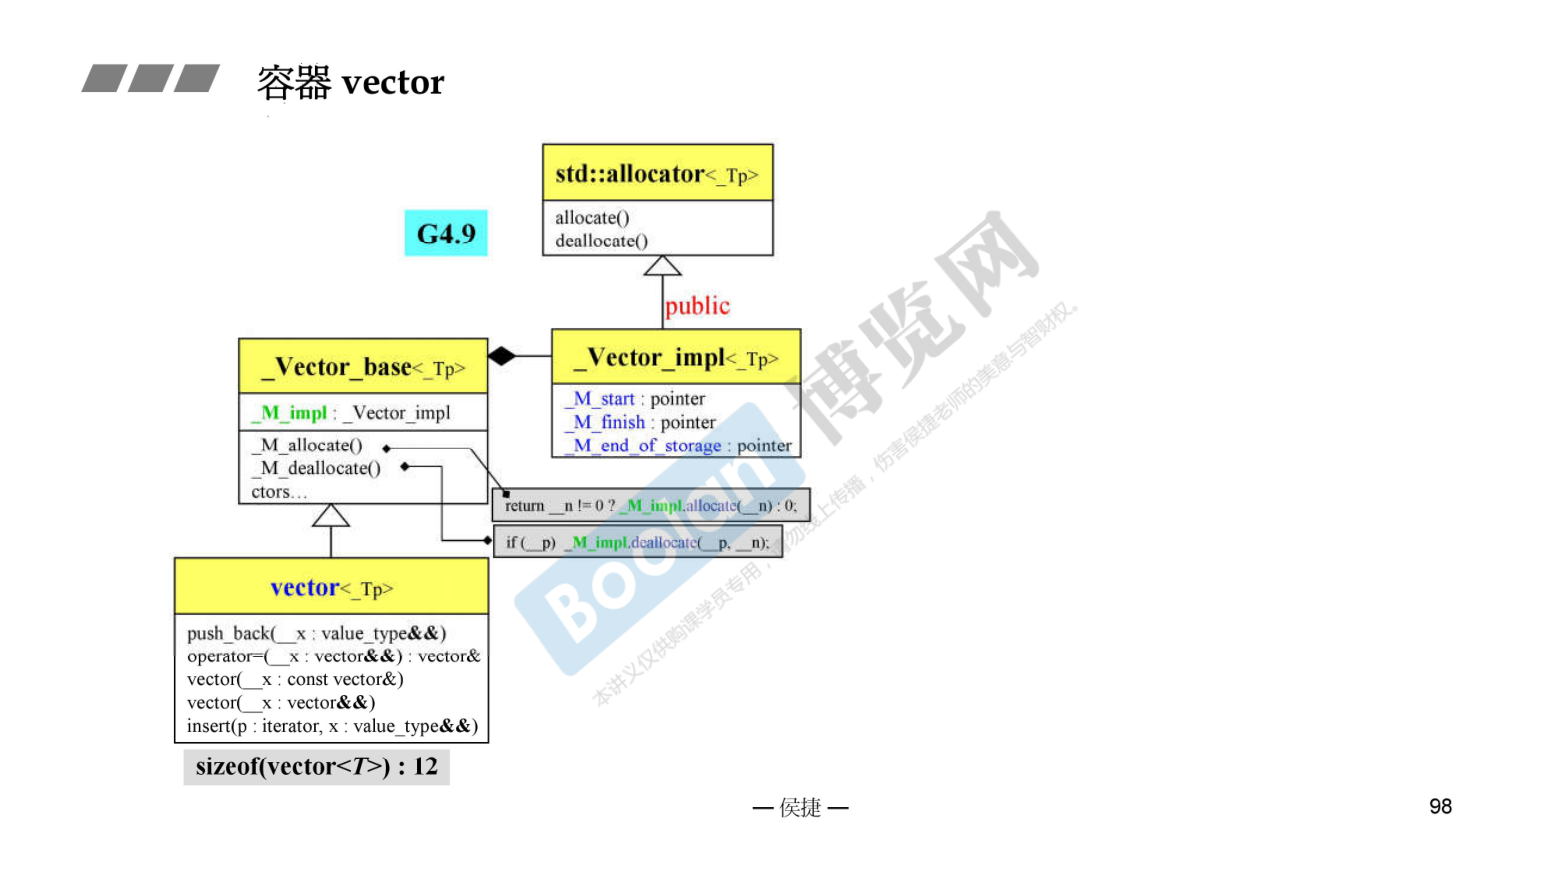 容器 vector
std::allocator<_Tp>
allocate()
deallocate()
G4.9
public
_Vector_base<_Tp>
_M_impl : _Vector_impl
_M_allocate()
_M_deallocate()
ctors…
_Vector_impl<_Tp>
_M_start : pointer
_M_finish : pointer
_M_end_of_storage : pointer
return __n != 0 ? _M_impl.allocate(__n) : 0;
if (__p) _M_impl.deallocate(__p, __n);
vector<_Tp>
push_back(__x : value_type&&)
operator=(__x : vector&&) : vector&
vector(__x : const vector&)
vector(__x : vector&&)
insert(p : iterator, x : value_type&&)
sizeof(vector<T>) : 12
Boolan 博览网
本讲义仅供购课学员专用，请勿线上传播，伤害侯捷老师的美意与智财权。
— 侯捷 —
98